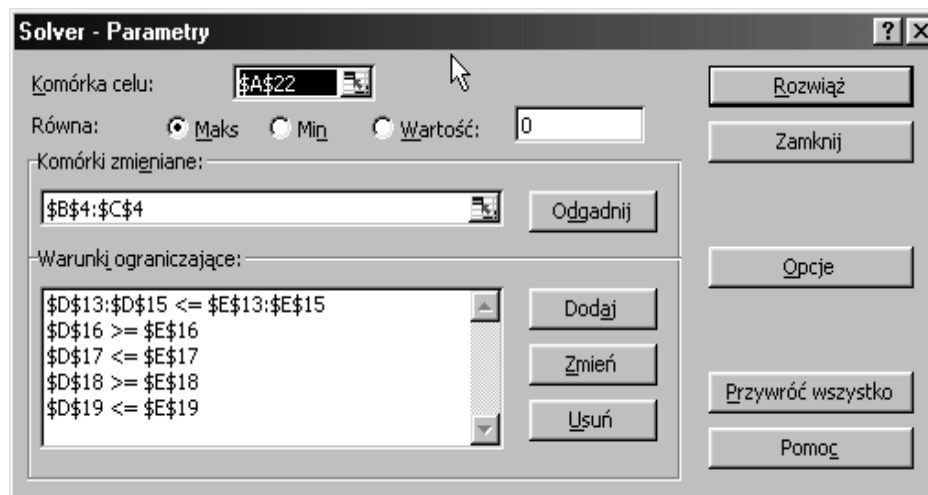 Solver - Parametry
Komórka celu: $A$22
Równa: Maks Min Wartość: 0
Komórki zmieniane:
$B$4:$C$4
Odgadnij
Warunki ograniczające:
$D$13:$D$15 <= $E$13:$E$15
$D$16 >= $E$16
$D$17 <= $E$17
$D$18 >= $E$18
$D$19 <= $E$19
Dodaj
Zmień
Usuń
Rozwiąż
Zamknij
Opcje
Przywróć wszystko
Pomoc